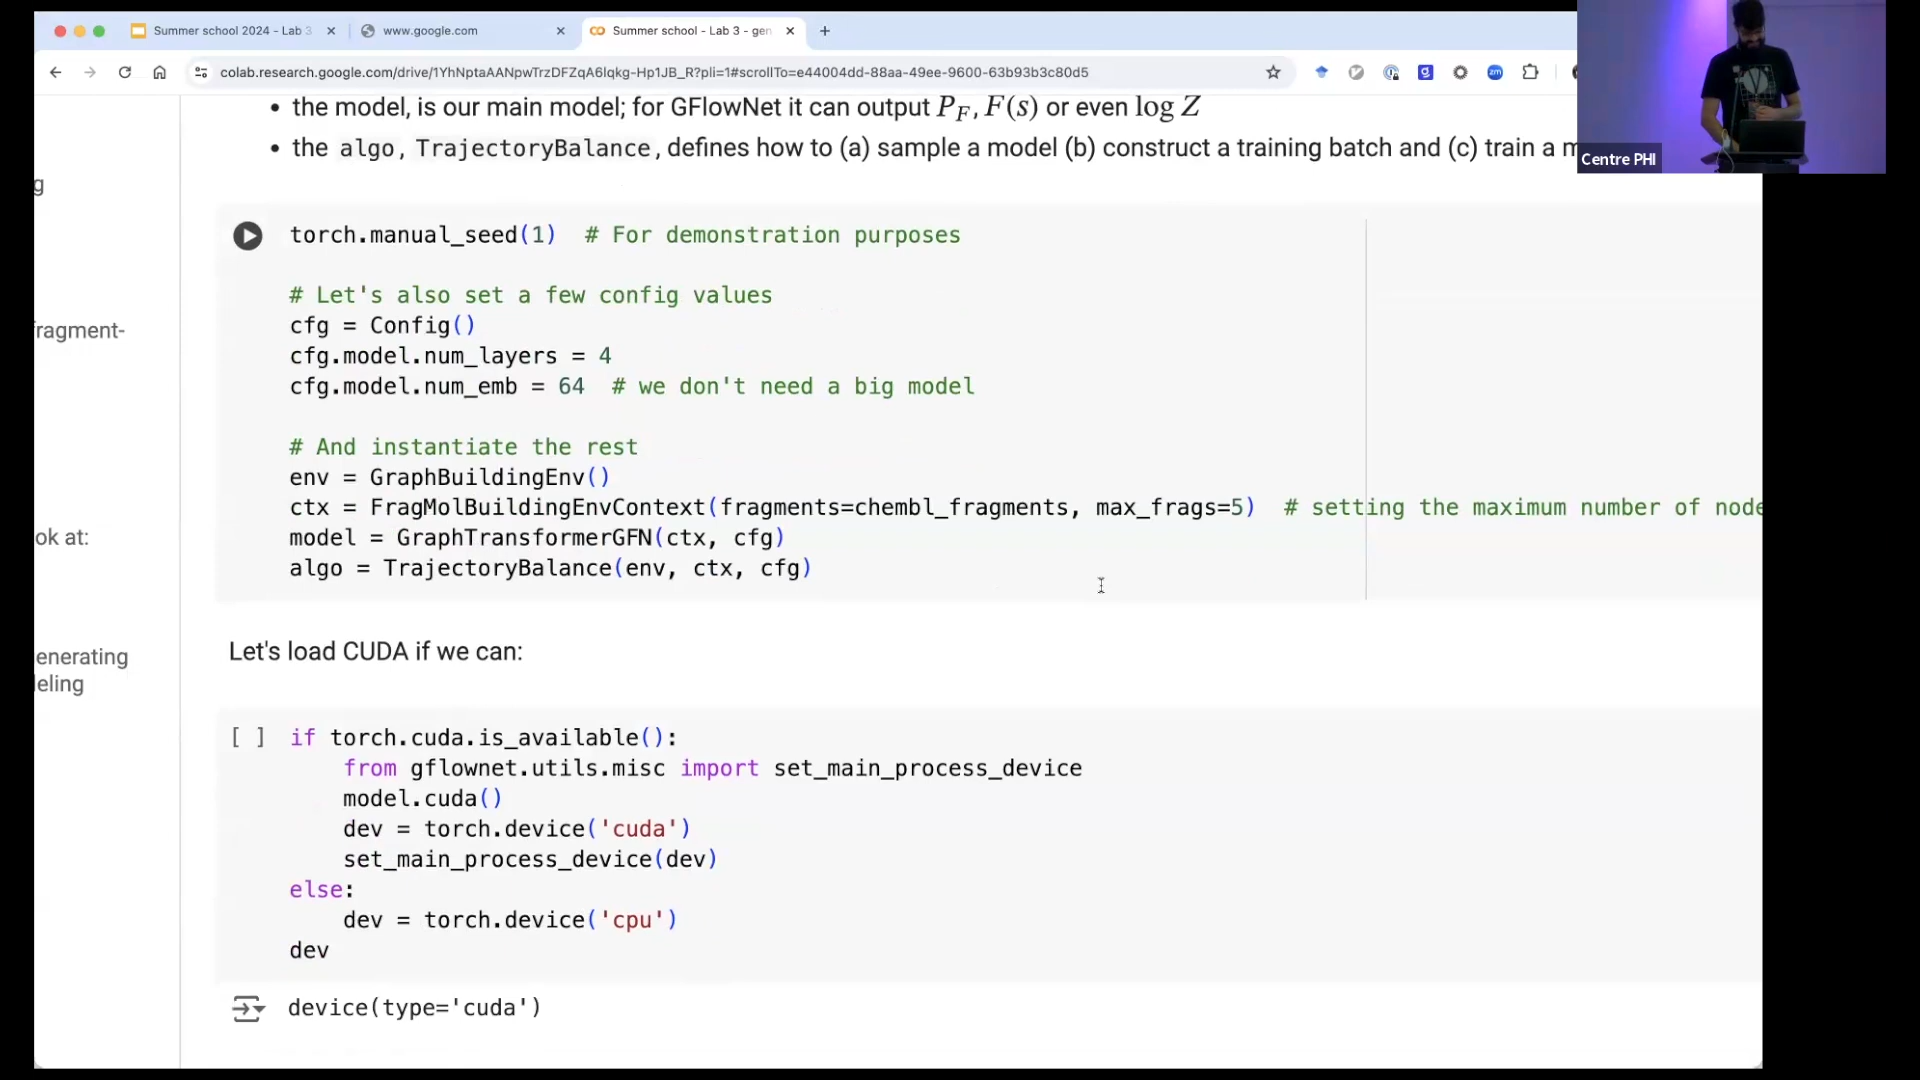 Summer school 2024 - Lab 3
www.google.com
Summer school - Lab 3 - gen
colab.research.google.com/drive/1YhNptaAANpwTrzDFZqA6lqkg-Hp1JB_R?pli=1#scrollTo=e44004dd-88aa-49ee-9600-63b93b3c80d5
Centre PHI
• the model, is our main model; for GFlowNet it can output P_F, F(s) or even log Z
• the algo, TrajectoryBalance, defines how to (a) sample a model (b) construct a training batch and (c) train a m
g
fragment-
ok at:
enerating
leling
torch.manual_seed(1)  # For demonstration purposes
# Let's also set a few config values
cfg = Config()
cfg.model.num_layers = 4
cfg.model.num_emb = 64  # we don't need a big model
# And instantiate the rest
env = GraphBuildingEnv()
ctx = FragMolBuildingEnvContext(fragments=chembl_fragments, max_frags=5)  # setting the maximum number of node
model = GraphTransformerGFN(ctx, cfg)
algo = TrajectoryBalance(env, ctx, cfg)
Let's load CUDA if we can:
[ ] if torch.cuda.is_available():
from gflownet.utils.misc import set_main_process_device
model.cuda()
dev = torch.device('cuda')
set_main_process_device(dev)
else:
dev = torch.device('cpu')
dev
device(type='cuda')